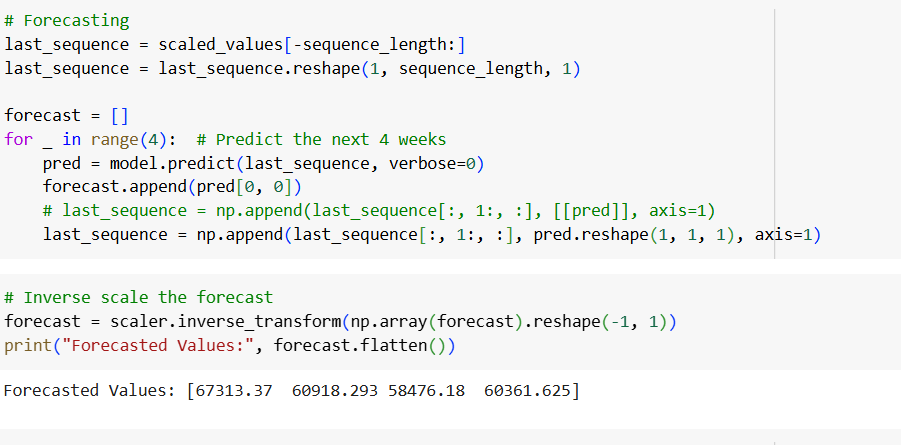 # Forecasting
last_sequence = scaled_values[-sequence_length:]
last_sequence = last_sequence.reshape(1, sequence_length, 1)
forecast = []
for _ in range(4):  # Predict the next 4 weeks
    pred = model.predict(last_sequence, verbose=0)
    forecast.append(pred[0, 0])
    # last_sequence = np.append(last_sequence[:, 1:, :], [[pred]], axis=1)
    last_sequence = np.append(last_sequence[:, 1:, :], pred.reshape(1, 1, 1), axis=1)
# Inverse scale the forecast
forecast = scaler.inverse_transform(np.array(forecast).reshape(-1, 1))
print("Forecasted Values:", forecast.flatten())
Forecasted Values: [67313.37  60918.293 58476.18  60361.625]